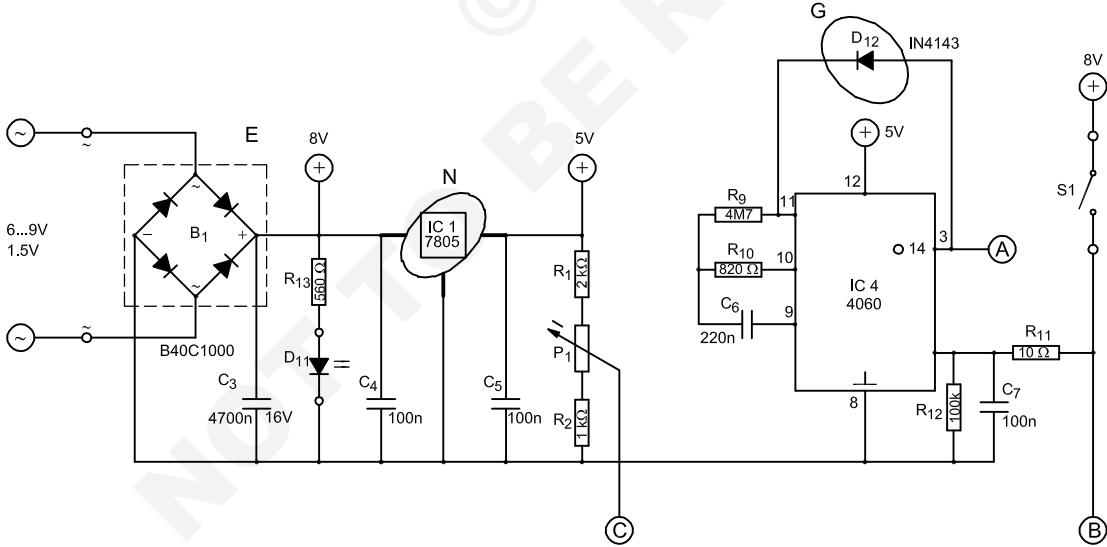 © NOT TO BE R
G
D12
IN4143
8V
+
E
8V
+
N
5V
+
+
5V
~
~
~
12
S1
R9
4M7
11
3
A
6...9V
1.5V
−
B1
+
IC 1
7805
R10
820 Ω
10
14
R13
560 Ω
R1
2 kΩ
IC 4
4060
~
C6
220n
9
R11
10 Ω
~
~
B40C1000
D11
P1
C3
4700n
16V
C4
100n
C5
100n
R2
1 kΩ
8
R12
100k
C7
100n
C
B